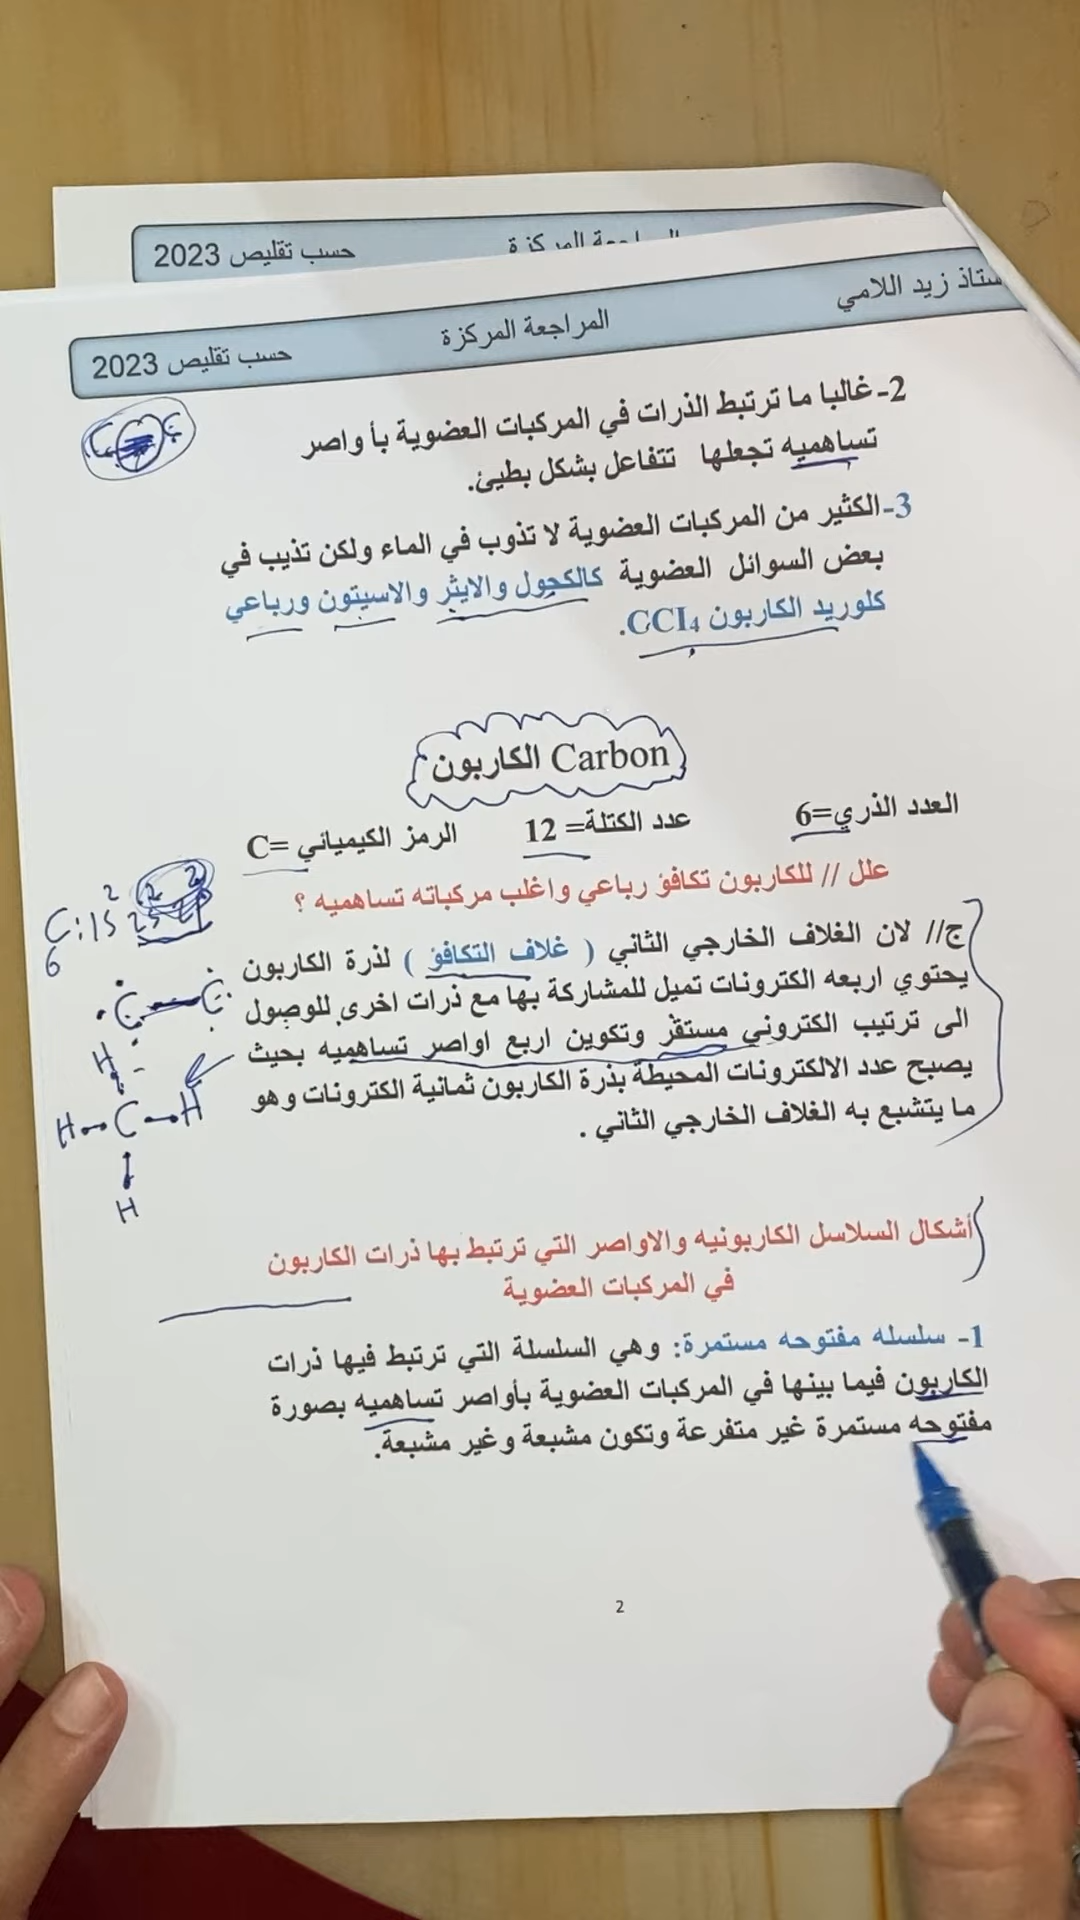 حسب تقليص 2023
ستاذ زيد اللامي
المراجعة المركزة
حسب تقليص 2023
2-غالبا ما ترتبط الذرات في المركبات العضوية بأ واصر
تساهميه تجعلها تتفاعل بشكل بطيئ.
3-الكثير من المركبات العضوية لا تذوب في الماء ولكن تذيب في
بعض السوائل العضوية كالكحول والايثر والاسيتون ورباعي
كلوريد الكاربون CCI4.
Carbon الكاربون
العدد الذري=6 عدد الكتلة= 12 الرمز الكيميائي =C
علل // للكاربون تكافؤ رباعي واغلب مركباته تساهميه ؟
ج// لان الغلاف الخارجي الثاني ( غلاف التكافؤ ) لذرة الكاربون
يحتوي اربعه الكترونات تميل للمشاركة بها مع ذرات اخرى للوصول
الى ترتيب الكتروني مستقر وتكوين اربع اواصر تساهميه بحيث
يصبح عدد الالكترونات المحيطة بذرة الكاربون ثمانية الكترونات وهو
ما يتشبع به الغلاف الخارجي الثاني .
C: 1S2 2S2 2P2
6
C C
H
H C H
H
أشكال السلاسل الكاربونيه والاواصر التي ترتبط بها ذرات الكاربون
في المركبات العضوية
1- سلسله مفتوحه مستمرة: وهي السلسلة التي ترتبط فيها ذرات
الكاربون فيما بينها في المركبات العضوية بأواصر تساهميه بصورة
مفتوحه مستمرة غير متفرعة وتكون مشبعة وغير مشبعة.
2